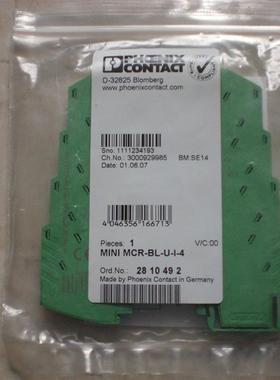 PHOENIX
CONTACT
D-32825 Blomberg
www.phoenixcontact.com
Sno: 1111234193
Ch.No.: 3000929985 BM:SE14
Date: 01.06.07
4 046356 166713
Pieces: 1 V/C:00
MINI MCR-BL-U-I-4
Ord.No.: 28 10 49 2
Made by Phoenix Contact in Germany